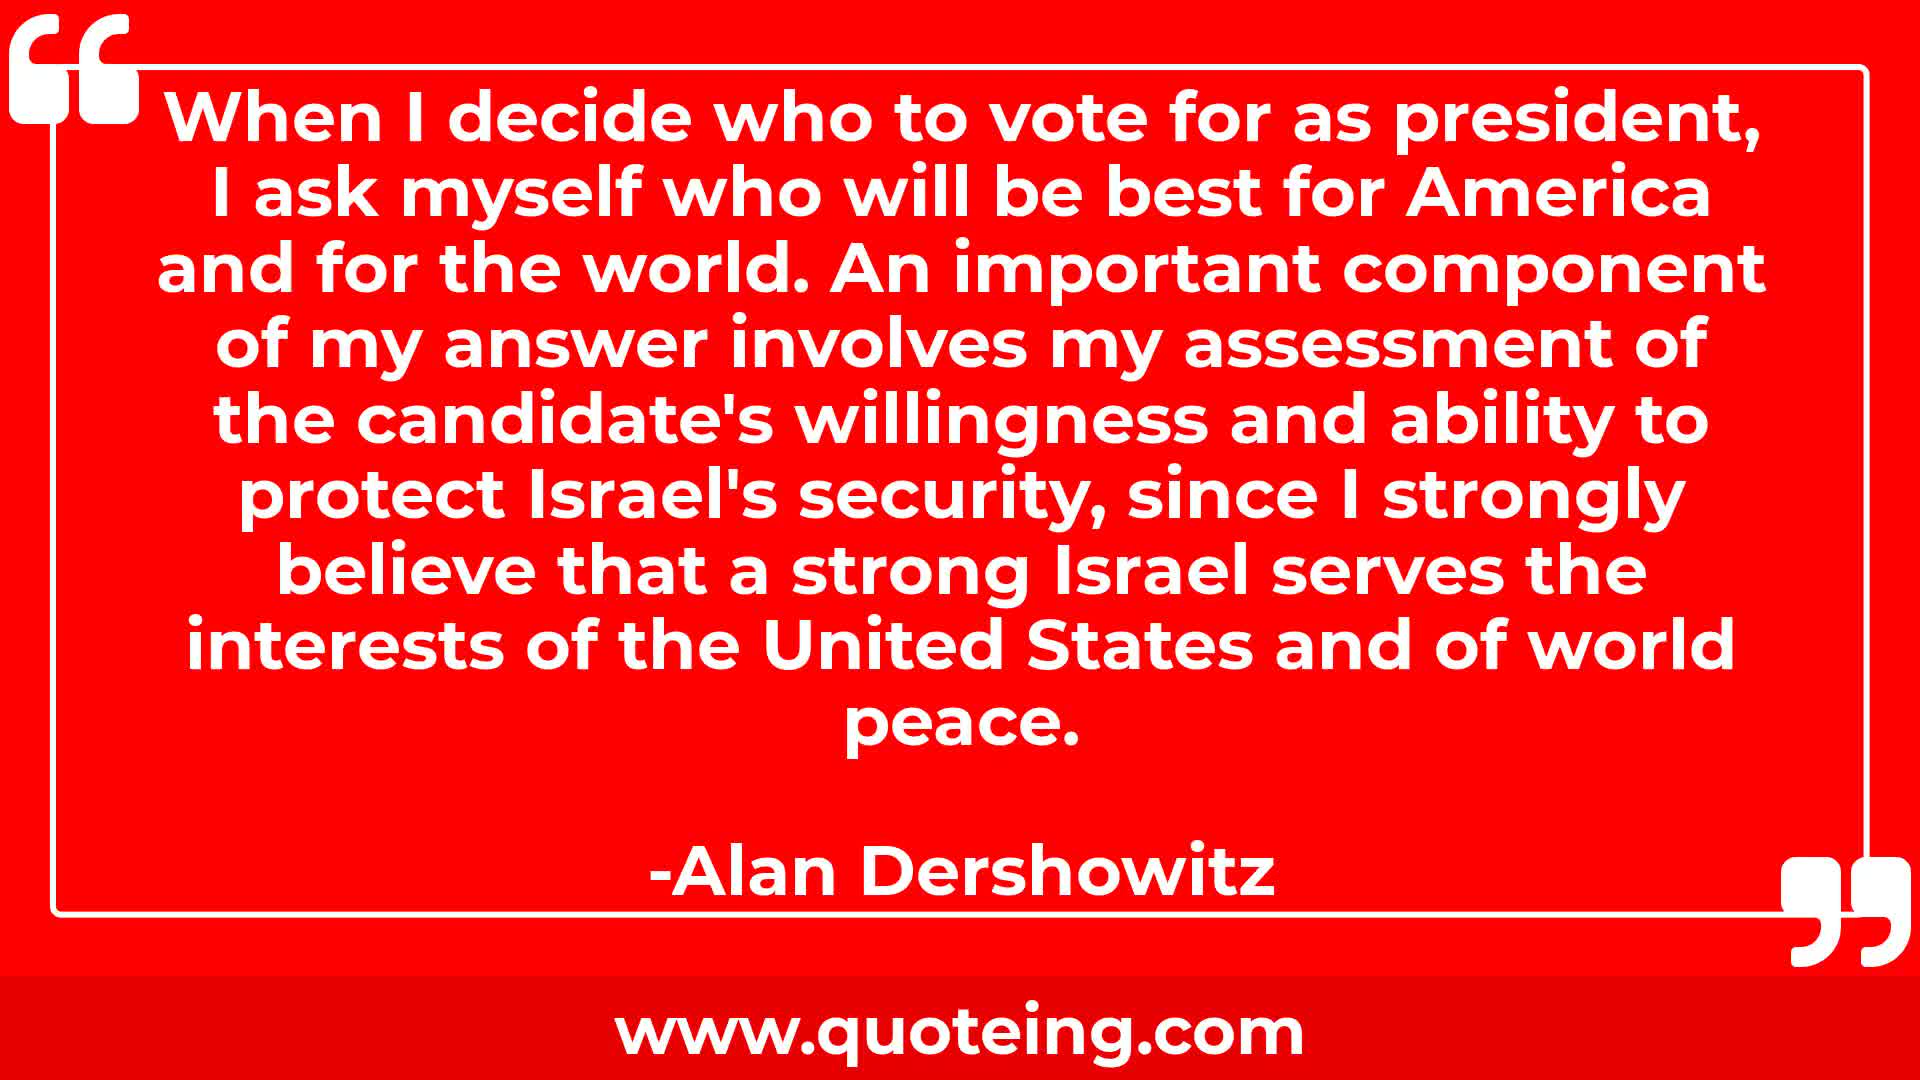 When I decide who to vote for as president,
I ask myself who will be best for America
and for the world. An important component
of my answer involves my assessment of
the candidate's willingness and ability to
protect Israel's security, since I strongly
believe that a strong Israel serves the
interests of the United States and of world
peace.
-Alan Dershowitz
www.quoteing.com